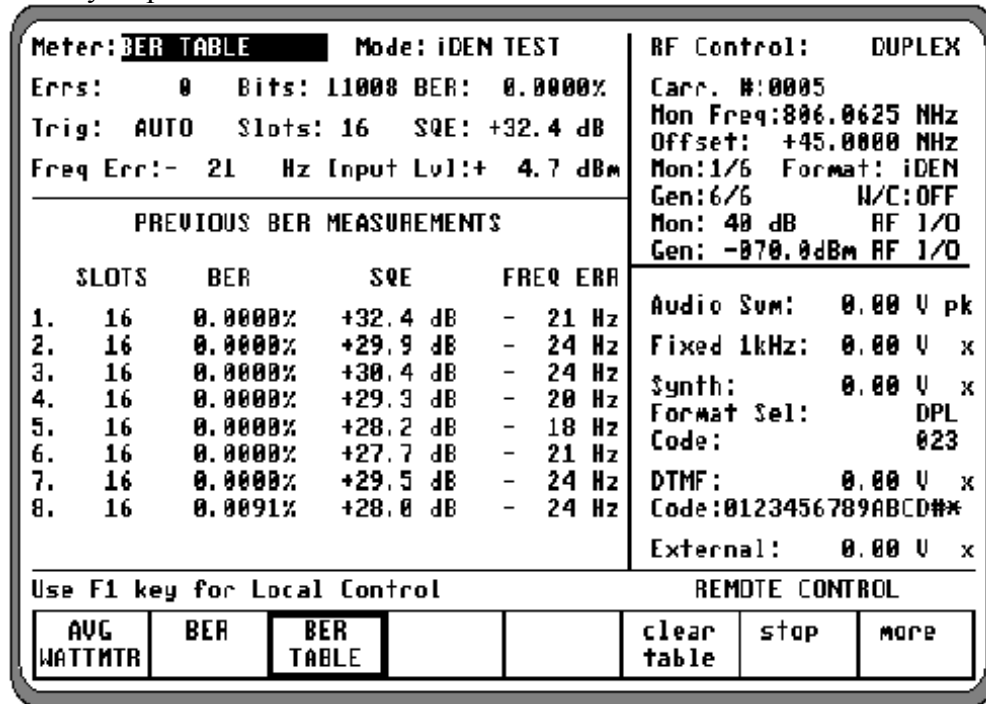 Meter: BER TABLE Mode: iDEN TEST
Errs: 0 Bits: 11008 BER: 0.0000%
Trig: AUTO Slots: 16 SQE: +32.4 dB
Freq Err:- 21 Hz Input Lvl:+ 4.7 dBm
PREVIOUS BER MEASUREMENTS
SLOTS BER SQE FREQ ERR
1. 16 0.0000% +32.4 dB - 21 Hz
2. 16 0.0000% +29.9 dB - 24 Hz
3. 16 0.0000% +30.4 dB - 24 Hz
4. 16 0.0000% +29.3 dB - 20 Hz
5. 16 0.0000% +28.2 dB - 18 Hz
6. 16 0.0000% +27.7 dB - 21 Hz
7. 16 0.0000% +29.5 dB - 24 Hz
8. 16 0.0091% +28.0 dB - 24 Hz
RF Control: DUPLEX
Carr. #:0005
Mon Freq:806.0625 MHz
Offset: +45.0000 MHz
Mon:1/6 Format: iDEN
Gen:6/6 W/C:OFF
Mon: 40 dB RF I/O
Gen: -070.0dBm RF I/O
Audio Sum: 0.00 V pk
Fixed 1kHz: 0.00 V x
Synth: 0.00 V x
Format Sel: DPL
Code: 023
DTMF: 0.00 V x
Code:0123456789ABCD#*
External: 0.00 V x
Use F1 key for Local Control REMOTE CONTROL
AVG WATTMTR
BER
BER TABLE
clear table
stop
more